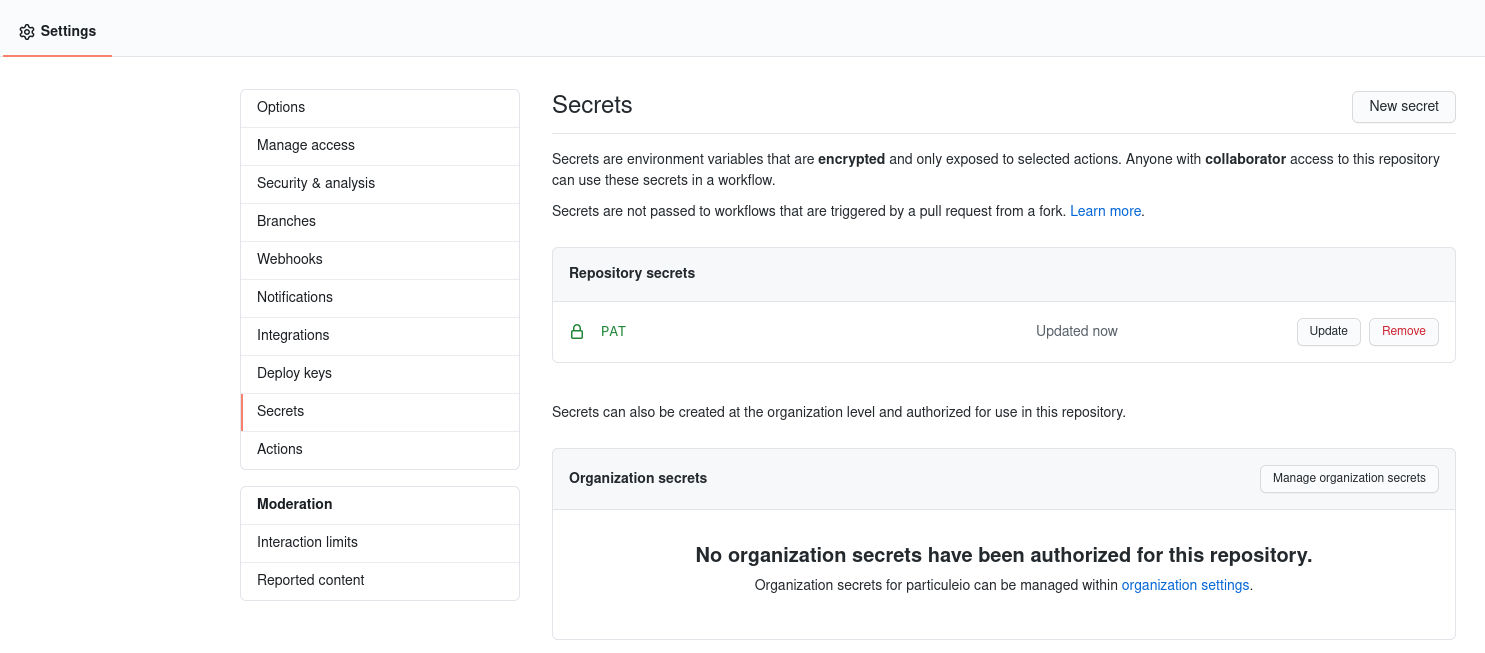 Settings
Options
Manage access
Security & analysis
Branches
Webhooks
Notifications
Integrations
Deploy keys
Secrets
Actions
Moderation
Interaction limits
Reported content
Secrets
New secret
Secrets are environment variables that are encrypted and only exposed to selected actions. Anyone with collaborator access to this repository
can use these secrets in a workflow.
Secrets are not passed to workflows that are triggered by a pull request from a fork. Learn more.
Repository secrets
PAT Updated now Update Remove
Secrets can also be created at the organization level and authorized for use in this repository.
Organization secrets Manage organization secrets
No organization secrets have been authorized for this repository.
Organization secrets for particuleio can be managed within organization settings.